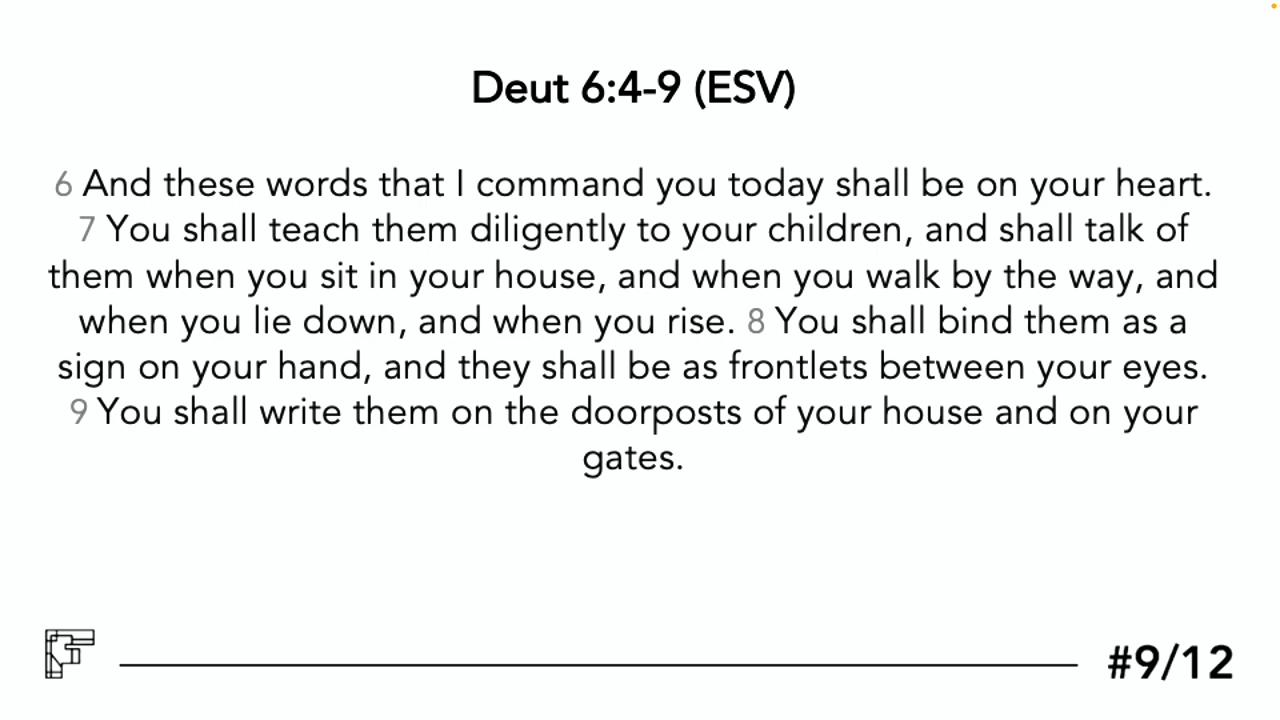 Deut 6:4-9 (ESV)
6 And these words that I command you today shall be on your heart.
7 You shall teach them diligently to your children, and shall talk of
them when you sit in your house, and when you walk by the way, and
when you lie down, and when you rise. 8 You shall bind them as a
sign on your hand, and they shall be as frontlets between your eyes.
9 You shall write them on the doorposts of your house and on your
gates.
#9/12